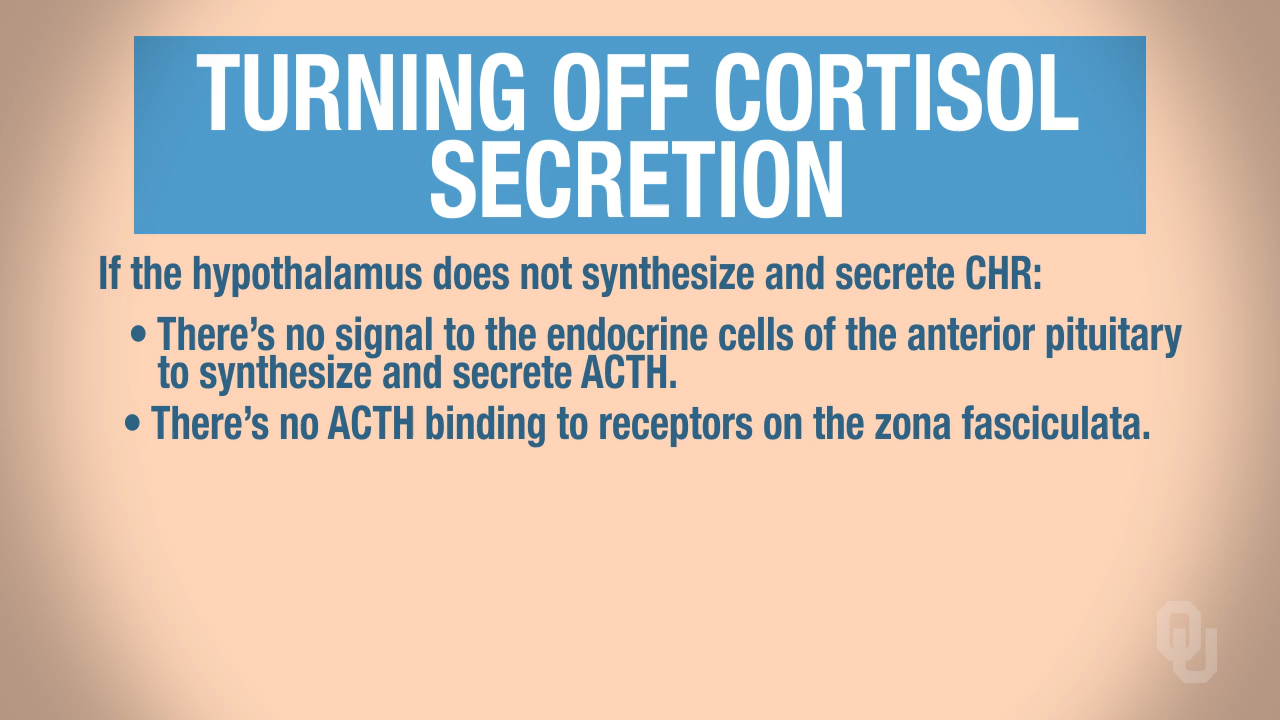 TURNING OFF CORTISOL
SECRETION
If the hypothalamus does not synthesize and secrete CHR:
• There’s no signal to the endocrine cells of the anterior pituitary
to synthesize and secrete ACTH.
• There’s no ACTH binding to receptors on the zona fasciculata.
OU